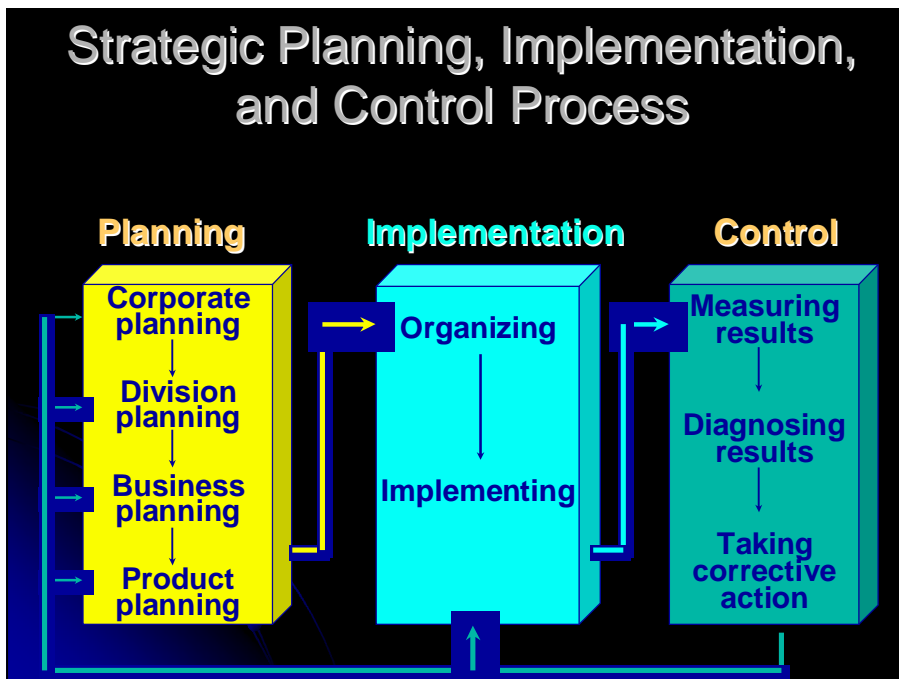 Strategic Planning, Implementation,
and Control Process
Planning
Corporate
planning
Division
planning
Business
planning
Product
planning
Implementation
Organizing
Implementing
Control
Measuring
results
Diagnosing
results
Taking
corrective
action